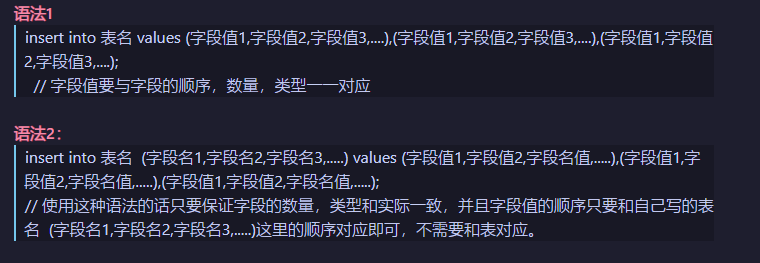 语法1
insert into 表名 values (字段值1,字段值2,字段值3,....),(字段值1,字段值2,字段值3,....),(字段值1,字段值
2,字段值3,....);
// 字段值要与字段的顺序，数量，类型一一对应
语法2：
insert into 表名  (字段名1,字段名2,字段名3,.....) values (字段值1,字段值2,字段名值,.....),(字段值1,字
段值2,字段名值,.....),(字段值1,字段值2,字段名值,.....);
// 使用这种语法的话只要保证字段的数量，类型和实际一致，并且字段值的顺序只要和自己写的表
名  (字段名1,字段名2,字段名3,.....)这里的顺序对应即可，不需要和表对应。